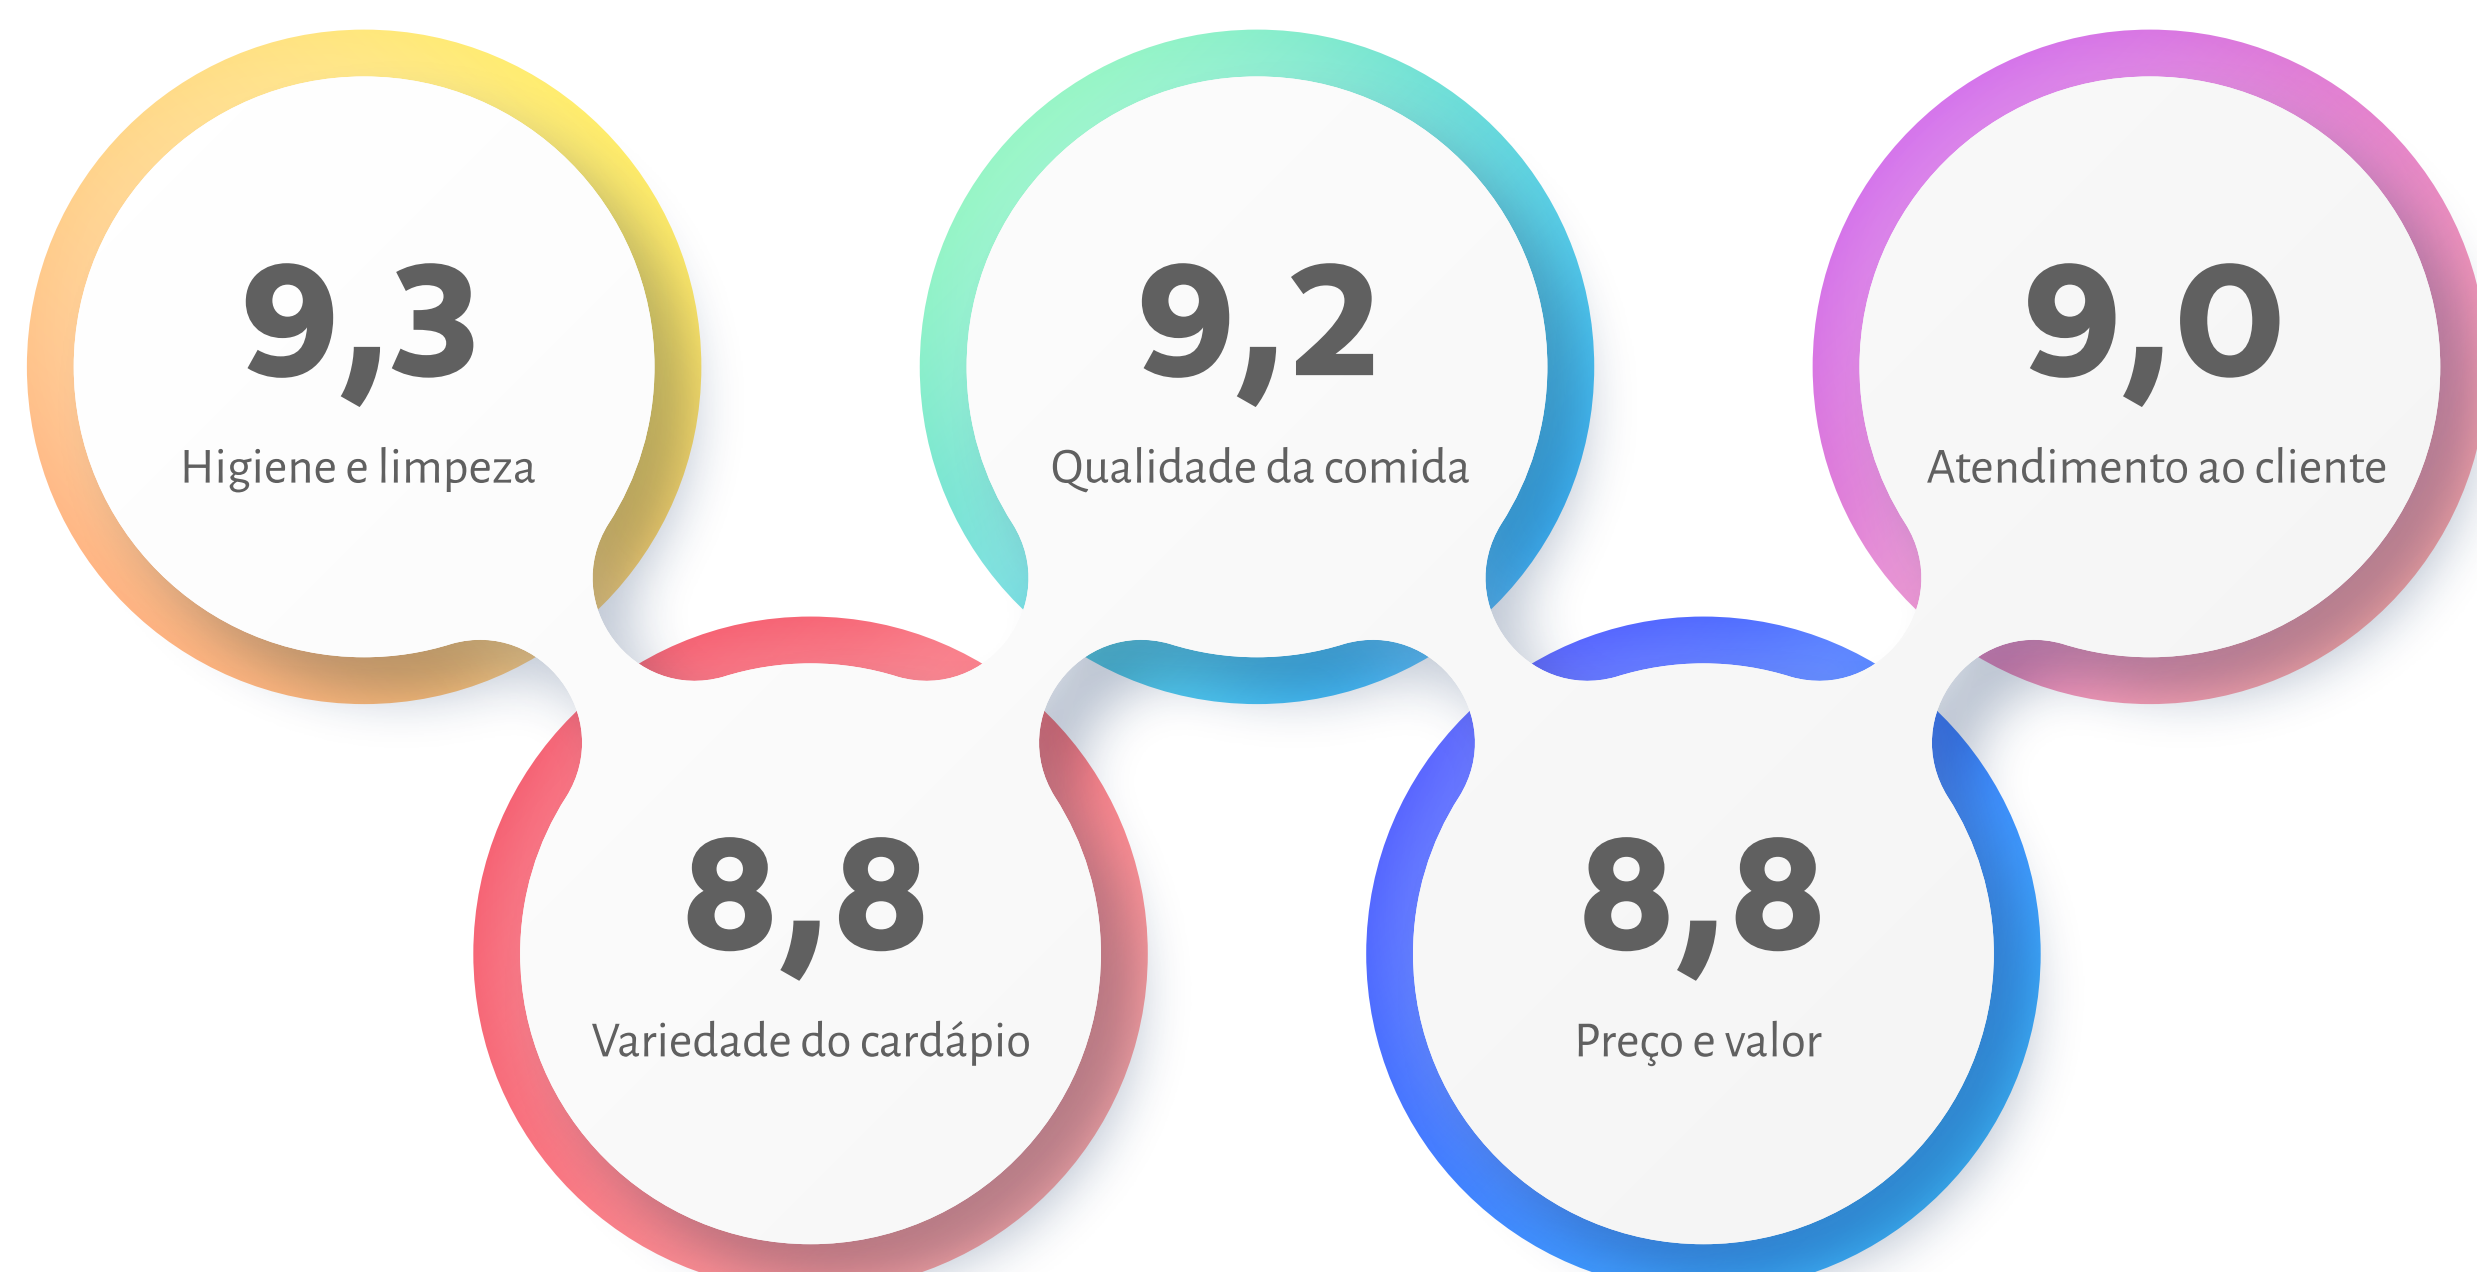 9,3
Higiene e limpeza
9,2
Qualidade da comida
9,0
Atendimento ao cliente
8,8
Variedade do cardápio
8,8
Preço e valor